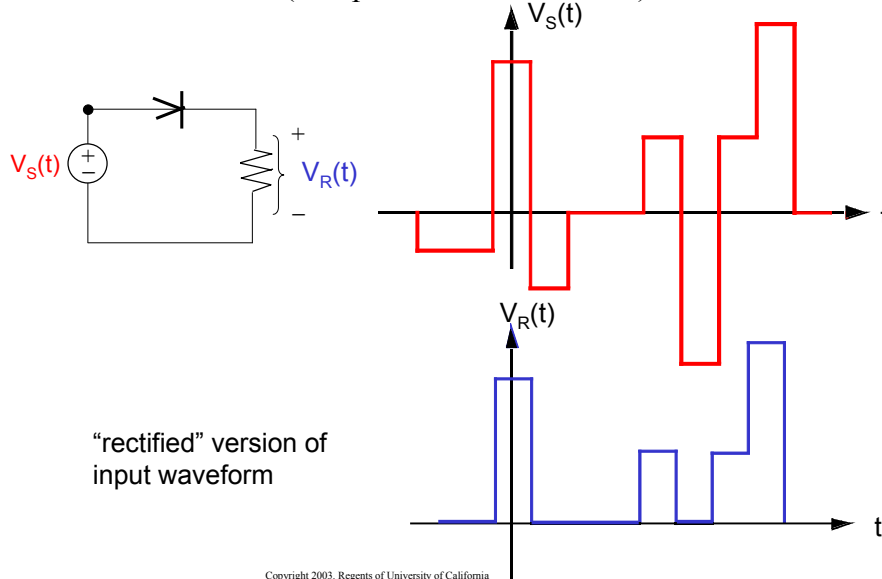 V_S(t)
+
−
V_S(t)
+
V_R(t)
−
V_R(t)
"rectified" version of
input waveform
t
Copyright 2003, Regents of University of California